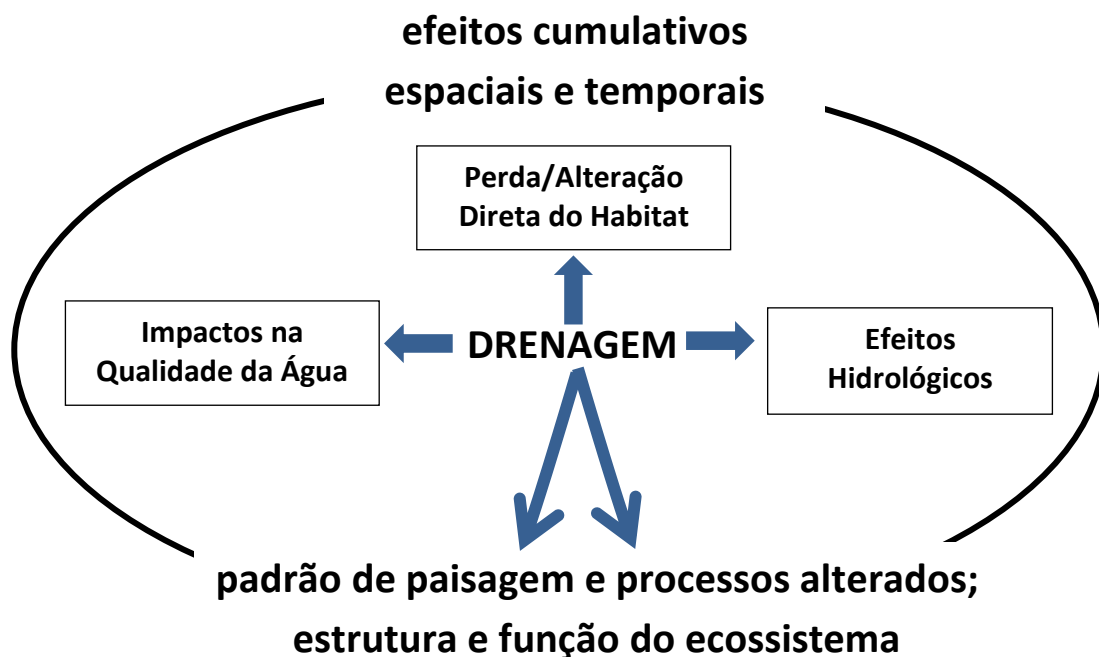 efeitos cumulativos
espaciais e temporais
Perda/Alteração
Direta do Habitat
Impactos na
Qualidade da Água
DRENAGEM
Efeitos
Hidrológicos
padrão de paisagem e processos alterados;
estrutura e função do ecossistema